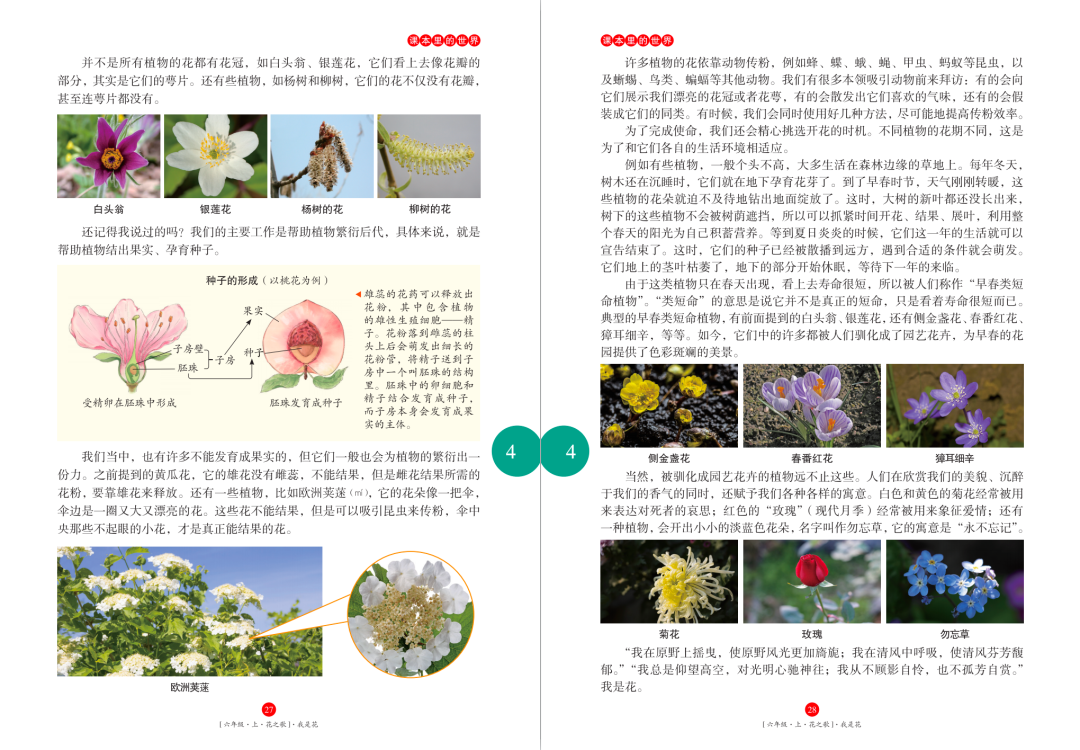 课本里的世界
并不是所有植物的花都有花冠，如白头翁、银莲花，它们看上去像花瓣的
部分，其实是它们的萼片。还有些植物，如杨树和柳树，它们的花不仅没有花瓣，
甚至连萼片都没有。
白头翁
银莲花
杨树的花
柳树的花
还记得我说过的吗？我们的主要工作是帮助植物繁衍后代，具体来说，就是
帮助植物结出果实、孕育种子。
种子的形成（以桃花为例）
果实
子房壁
子房
种子
胚珠
受精卵在胚珠中形成
胚珠发育成种子
雄蕊的花药可以释放出
花粉，其中包含植物
的雄性生殖细胞——精
子。花粉落到雌蕊的柱
头上后会萌发出细长的
花粉管，将精子送到子
房中一个叫胚珠的结构
里。胚珠中的卵细胞和
精子结合发育成种子，
而子房本身会发育成果
实的主体。
我们当中，也有许多不能发育成果实的，但它们一般也会为植物的繁衍出一
份力。之前提到的黄瓜花，它的雄花没有雌蕊，不能结果，但是雌花结果所需的
花粉，要靠雄花来释放。还有一些植物，比如欧洲荚蒾（mí），它的花朵像一把伞，
伞边是一圈又大又漂亮的花。这些花不能结果，但是可以吸引昆虫来传粉，伞中
央那些不起眼的小花，才是真正能结果的花。
欧洲荚蒾
4
27
[ 六年级·上·花之歌 ]·我是花
课本里的世界
许多植物的花依靠动物传粉，例如蜂、蝶、蛾、蝇、甲虫、蚂蚁等昆虫，以
及蜥蜴、鸟类、蝙蝠等其他动物。我们有很多本领吸引动物前来拜访：有的会向
它们展示我们漂亮的花冠或者花萼，有的会散发出它们喜欢的气味，还有的会假
装成它们的同类。有时候，我们会同时使用好几种方法，尽可能地提高传粉效率。
为了完成使命，我们还会精心挑选开花的时机。不同植物的花期不同，这是
为了和它们各自的生活环境相适应。
例如有些植物，一般个头不高，大多生活在森林边缘的草地上。每年冬天，
树木还在沉睡时，它们就在地下孕育花芽了。到了早春时节，天气刚刚转暖，这
些植物的花朵就迫不及待地钻出地面绽放了。这时，大树的新叶都还没长出来，
树下的这些植物不会被树荫遮挡，所以可以抓紧时间开花、结果、展叶，利用整
个春天的阳光为自己积蓄营养。等到夏日炎炎的时候，它们这一年的生活就可以
宣告结束了。这时，它们的种子已经被散播到远方，遇到合适的条件就会萌发。
它们地上的茎叶枯萎了，地下的部分开始休眠，等待下一年的来临。
由于这类植物只在春天出现，看上去寿命很短，所以被人们称作“早春类短
命植物”。“类短命”的意思是说它并不是真正的短命，只是看着寿命很短而已。
典型的早春类短命植物，有前面提到的白头翁、银莲花，还有侧金盏花、春番红花、
獐耳细辛，等等。如今，它们中的许多都被人们驯化成了园艺花卉，为早春的花
园提供了色彩斑斓的美景。
侧金盏花
春番红花
獐耳细辛
当然，被驯化成园艺花卉的植物远不止这些。人们在欣赏我们的美貌、沉醉
于我们的香气的同时，还赋予我们各种各样的寓意。白色和黄色的菊花经常被用
来表达对死者的哀思；红色的“玫瑰”（现代月季）经常被用来象征爱情；还有
一种植物，会开出小小的淡蓝色花朵，名字叫作勿忘草，它的寓意是“永不忘记”。
菊花
玫瑰
勿忘草
“我在原野上摇曳，使原野风光更加旖旎；我在清风中呼吸，使清风芬芳馥
郁。”“我总是仰望高空，对光明心驰神往；我从不顾影自怜，也不孤芳自赏。”
我是花。
4
28
[ 六年级·上·花之歌 ]·我是花